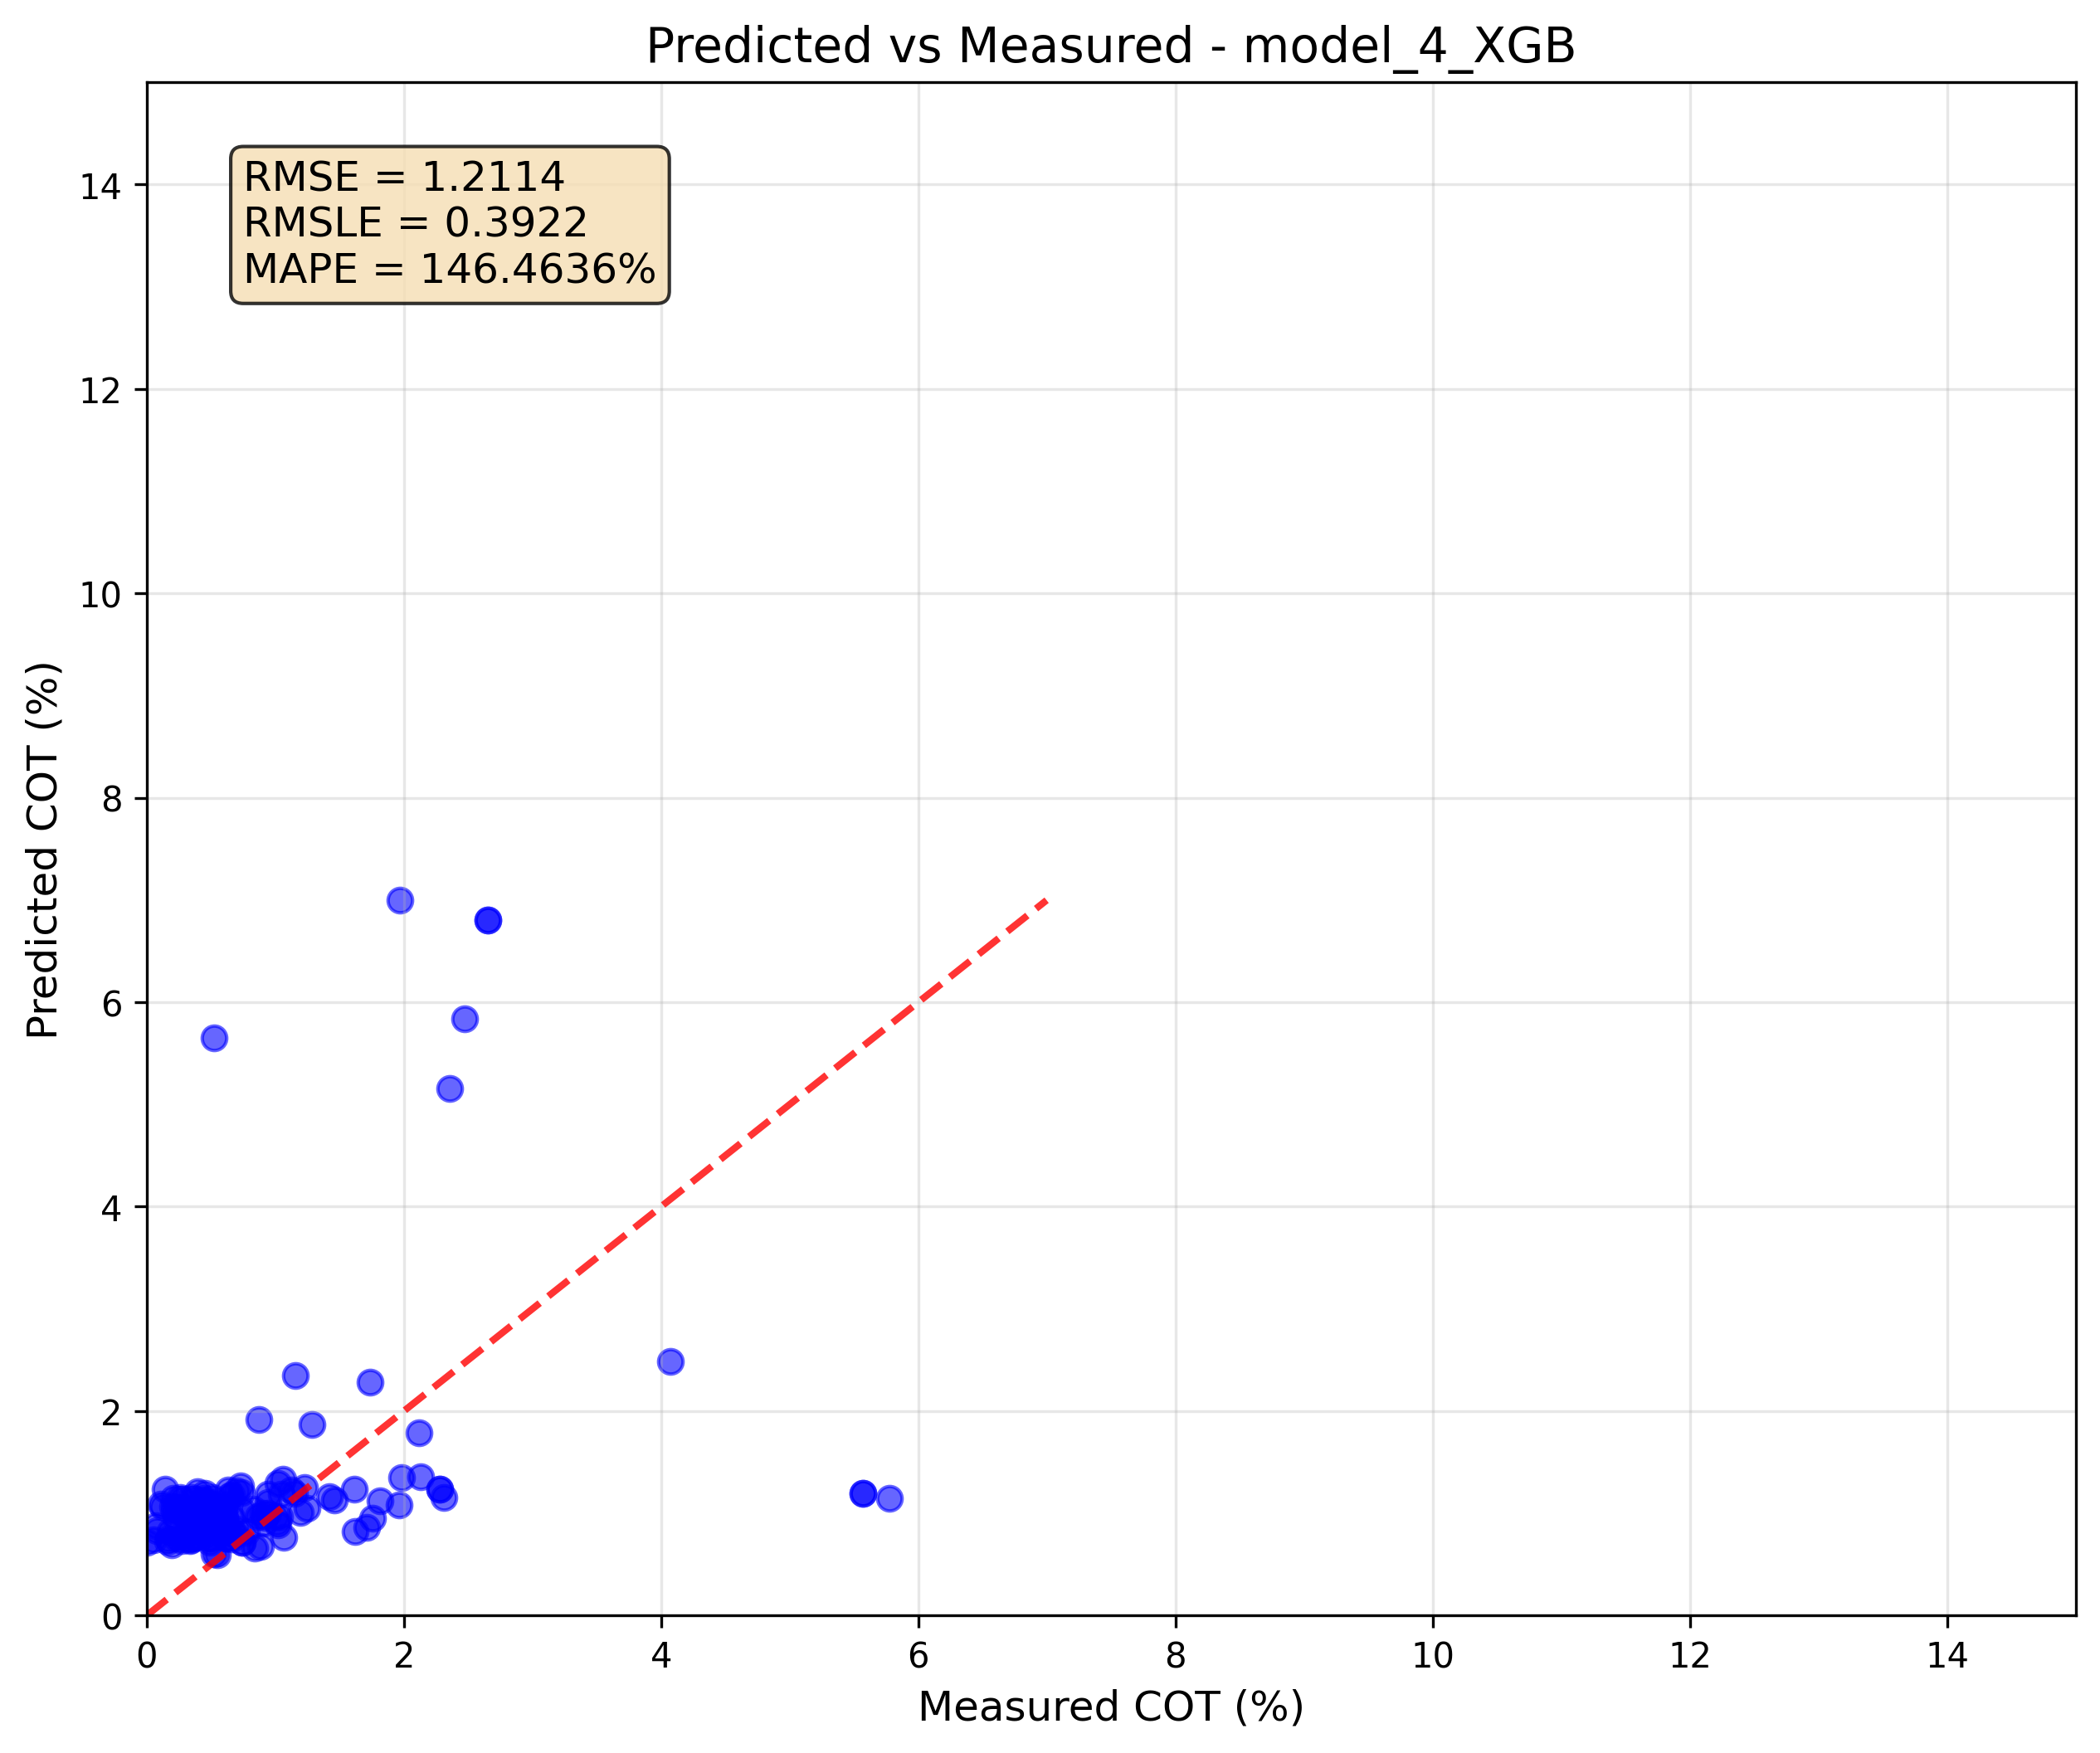 Predicted vs Measured - model_4_XGB
RMSE = 1.2114
RMSLE = 0.3922
MAPE = 146.4636%
Predicted COT (%)
14
12
10
8
6
4
2
0
0 2 4 6 8 10 12 14
Measured COT (%)